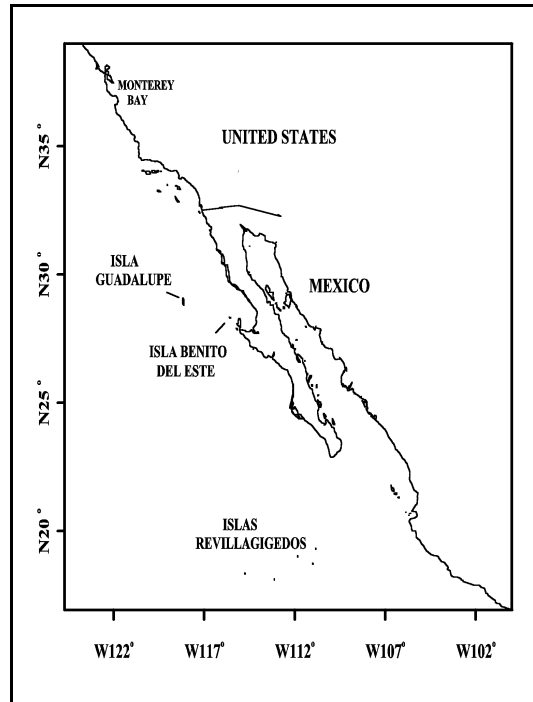 MONTEREY
BAY
UNITED STATES
N35°
N30°
ISLA
GUADALUPE
MEXICO
ISLA BENITO
DEL ESTE
N25°
ISLAS
REVILLAGIGEDOS
N20°
W122° W117° W112° W107° W102°